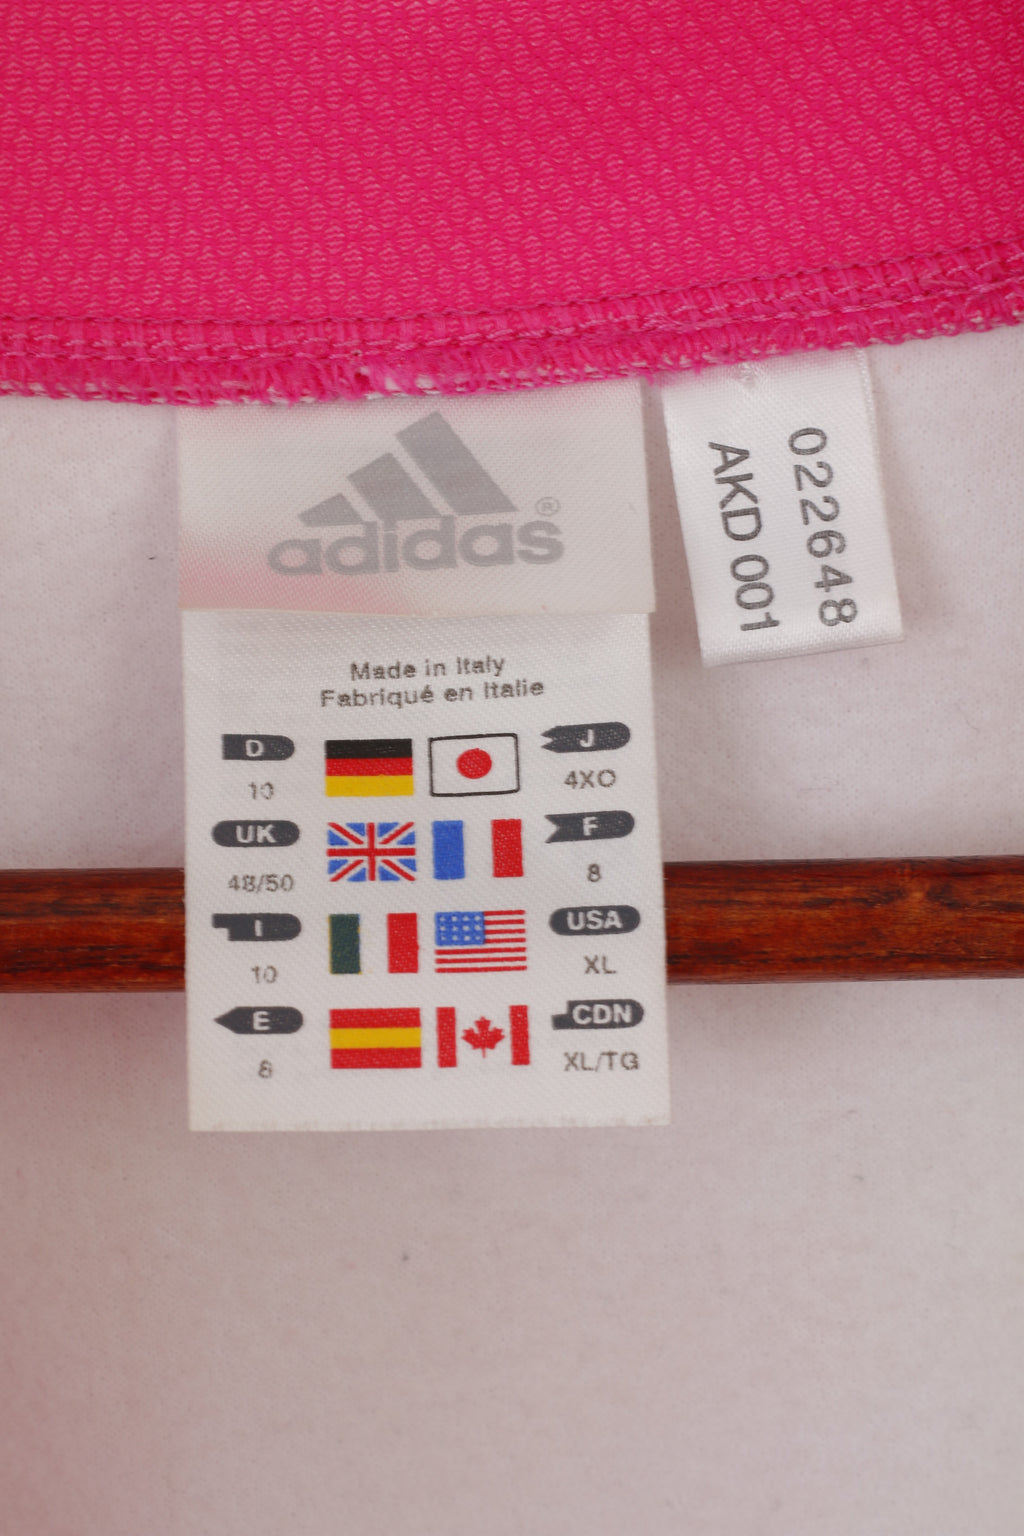 adidas®
Made in Italy
Fabriqué en Italie
D J
10 4XO
UK F
48/50 8
I USA
10 XL
E CDN
8 XL/TG
022648
AKD 001